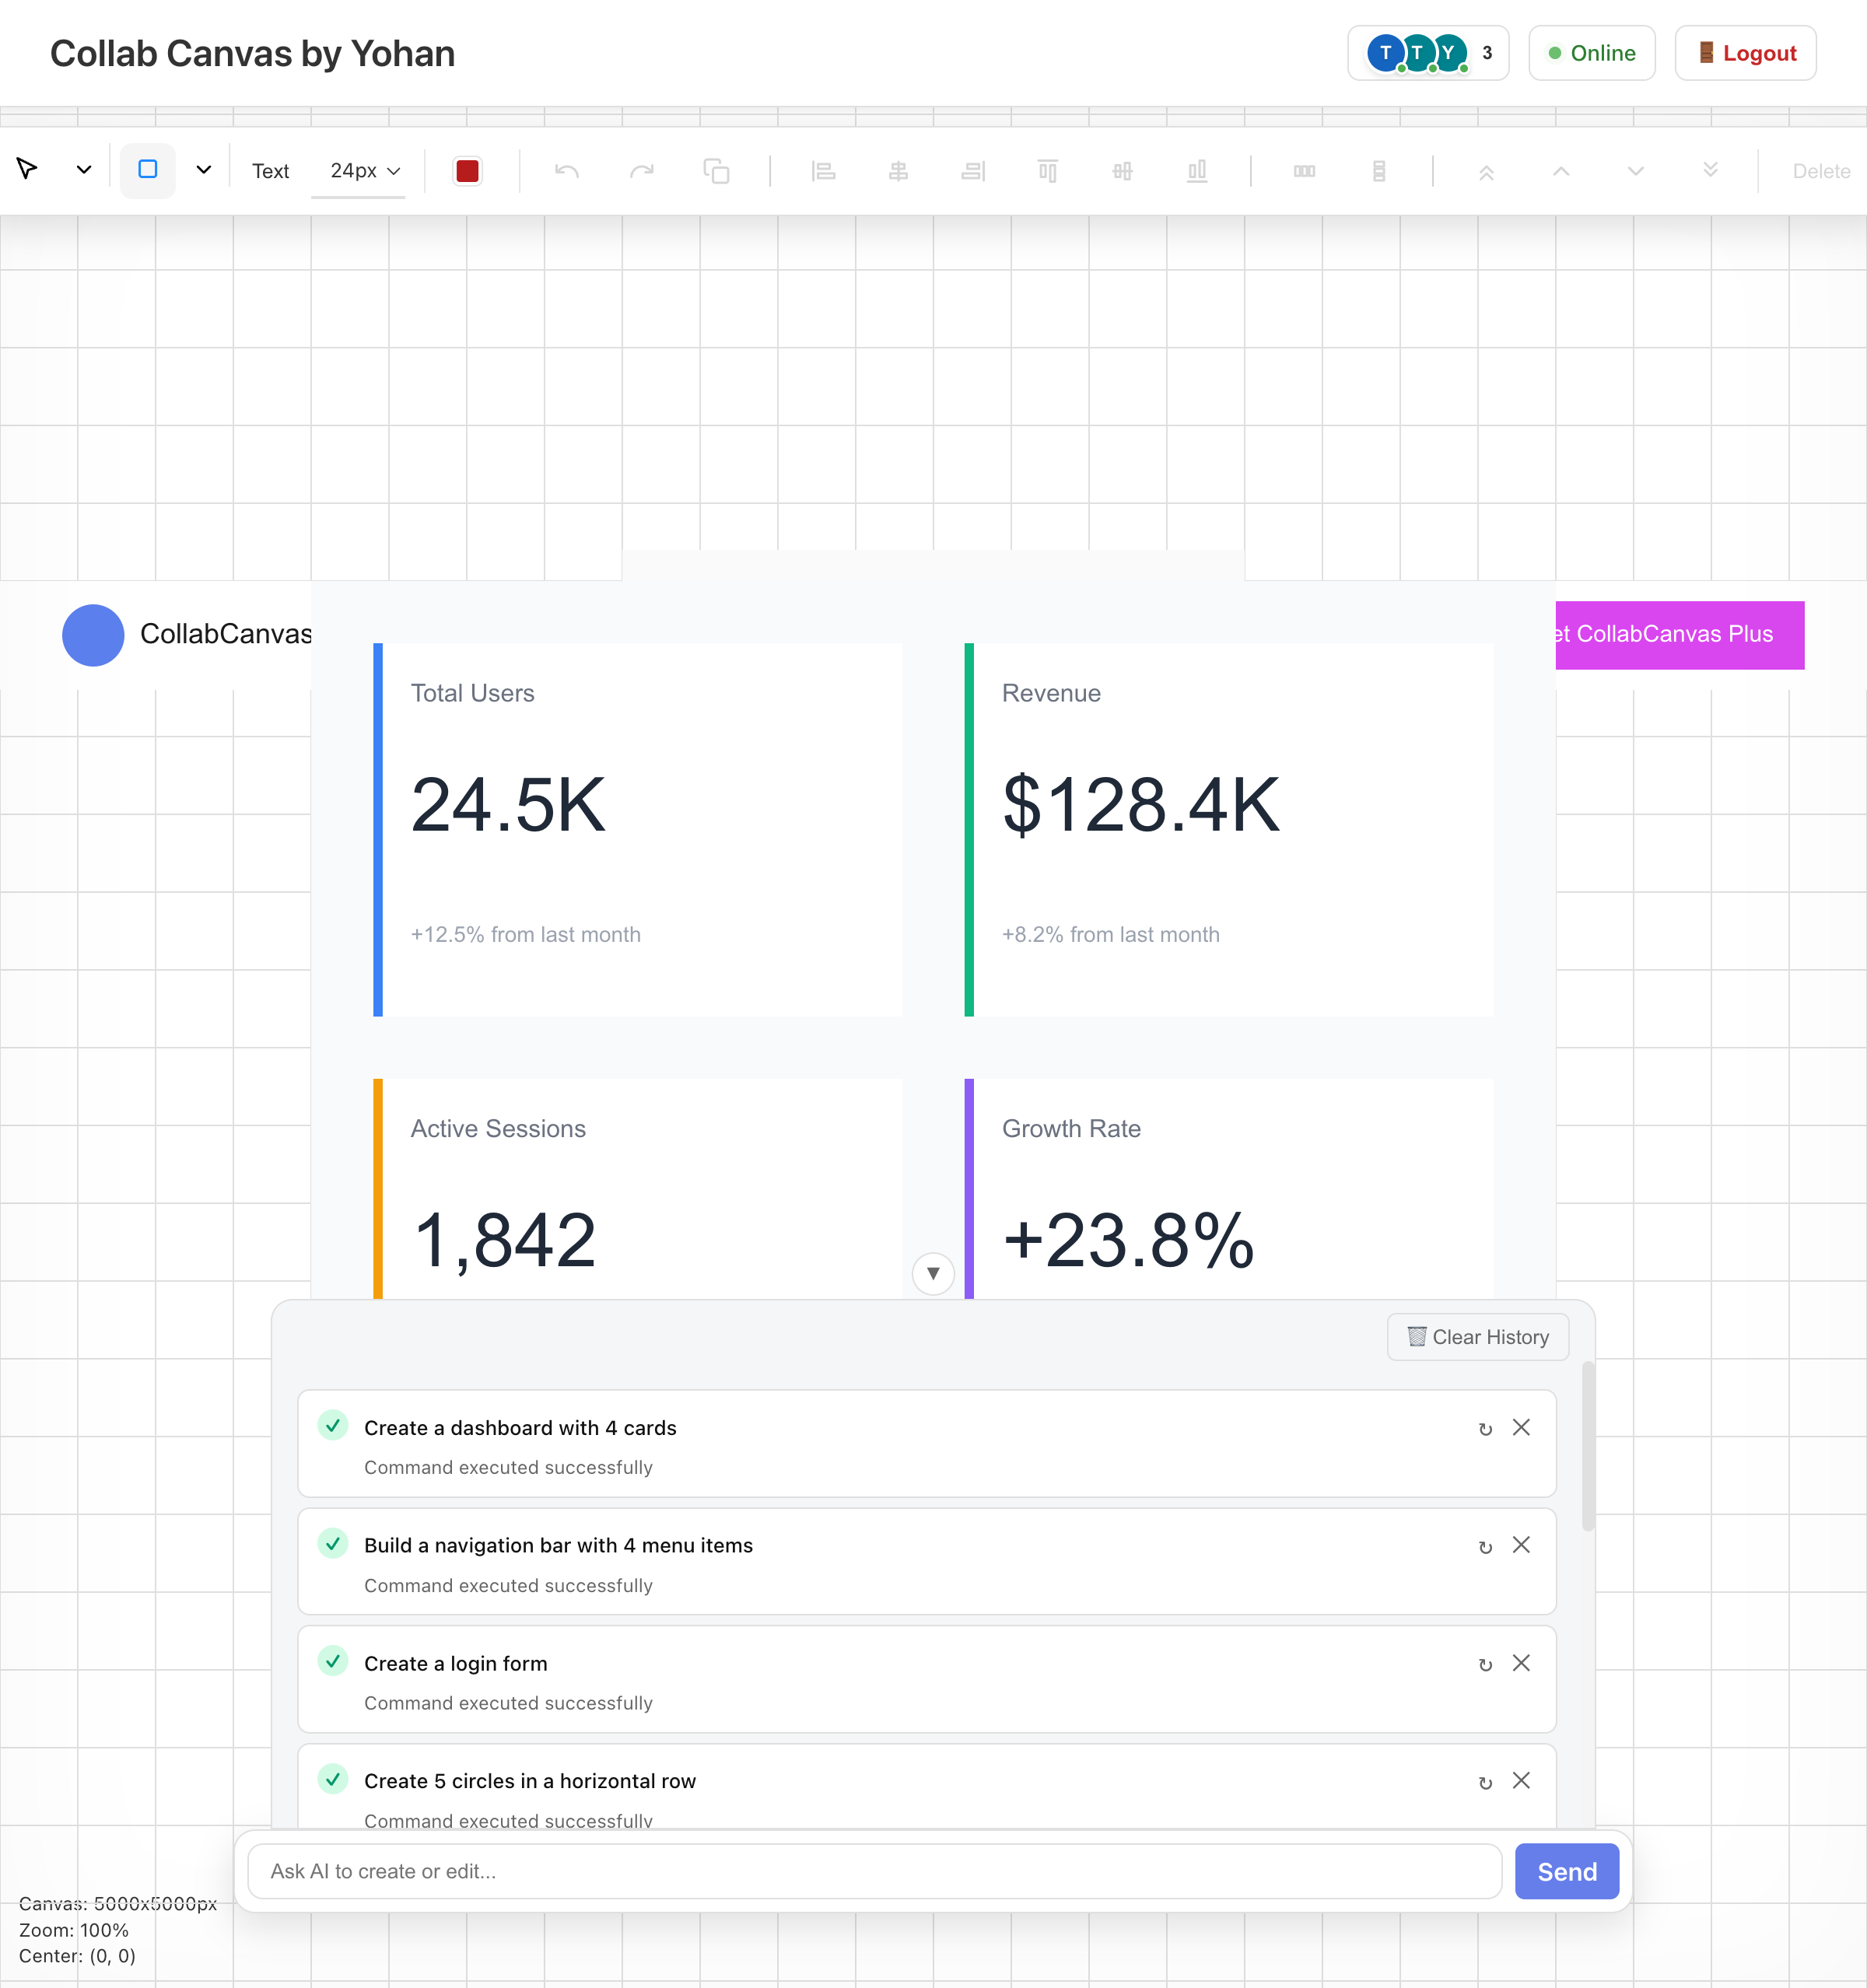 Collab Canvas by Yohan
T T Y 3
Online
Logout
Text
24px
Delete
CollabCanvas
et CollabCanvas Plus
Total Users
Revenue
24.5K
$128.4K
+12.5% from last month
+8.2% from last month
Active Sessions
Growth Rate
1,842
+23.8%
Clear History
Create a dashboard with 4 cards
Command executed successfully
Build a navigation bar with 4 menu items
Command executed successfully
Create a login form
Command executed successfully
Create 5 circles in a horizontal row
Command executed successfully
Ask AI to create or edit...
Send
Canvas: 5000x5000px
Zoom: 100%
Center: (0, 0)